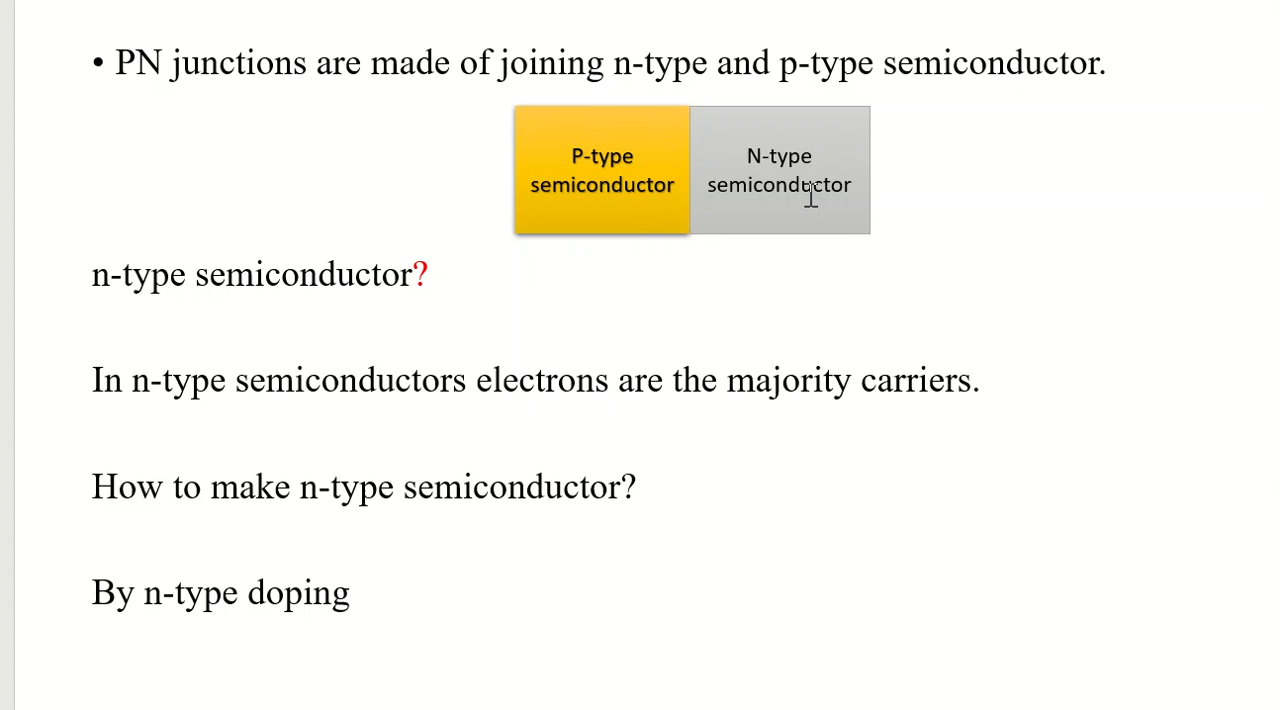 • PN junctions are made of joining n-type and p-type semiconductor.
P-type
semiconductor
N-type
semiconductor
n-type semiconductor?
In n-type semiconductors electrons are the majority carriers.
How to make n-type semiconductor?
By n-type doping